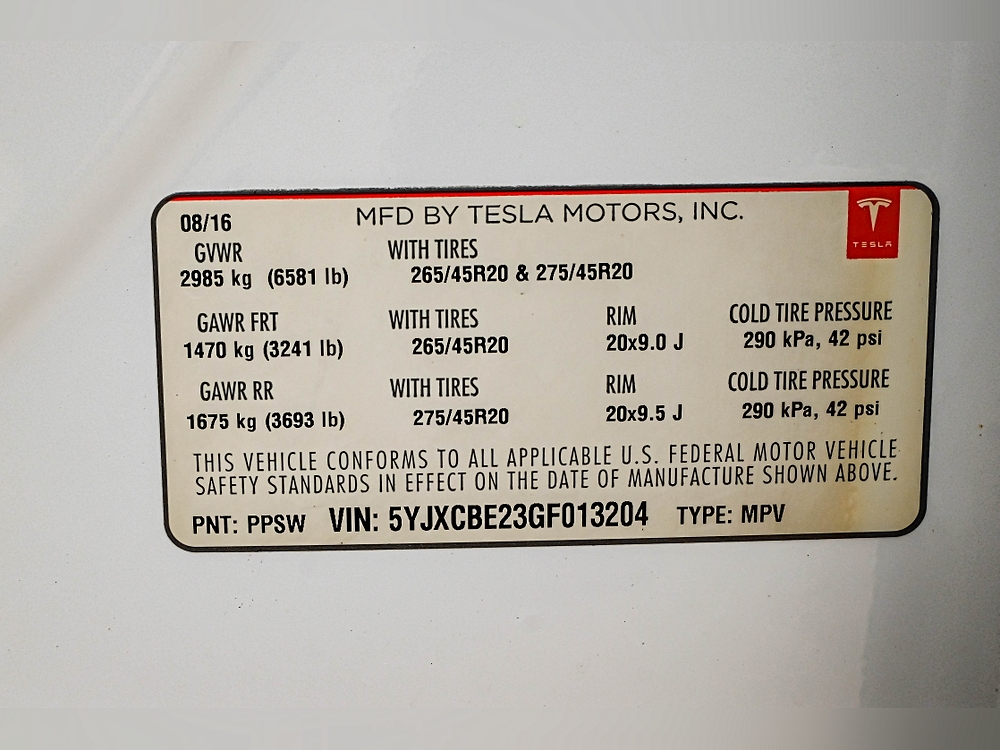 08/16 MFD BY TESLA MOTORS, INC.
TESLA
GVWR WITH TIRES
2985 kg (6581 lb) 265/45R20 & 275/45R20
GAWR FRT WITH TIRES RIM COLD TIRE PRESSURE
1470 kg (3241 lb) 265/45R20 20x9.0 J 290 kPa, 42 psi
GAWR RR WITH TIRES RIM COLD TIRE PRESSURE
1675 kg (3693 lb) 275/45R20 20x9.5 J 290 kPa, 42 psi
THIS VEHICLE CONFORMS TO ALL APPLICABLE U.S. FEDERAL MOTOR VEHICLE
SAFETY STANDARDS IN EFFECT ON THE DATE OF MANUFACTURE SHOWN ABOVE.
PNT: PPSW VIN: 5YJXCBE23GF013204 TYPE: MPV